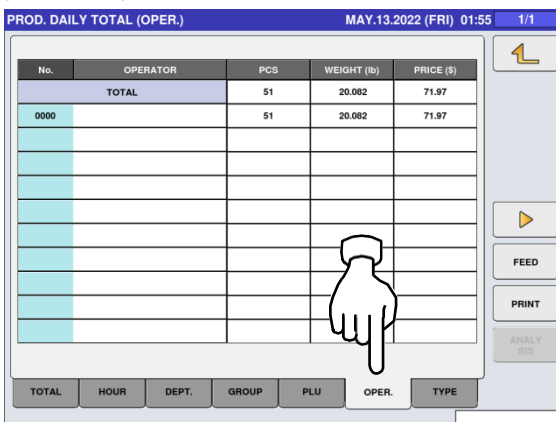 PROD. DAILY TOTAL (OPER.) MAY.13.2022 (FRI) 01:55 1/1
No. OPERATOR PCS WEIGHT (lb) PRICE ($)
TOTAL 51 20.082 71.97
0000 51 20.082 71.97
FEED
PRINT
ANALY
SIS
TOTAL HOUR DEPT. GROUP PLU OPER. TYPE